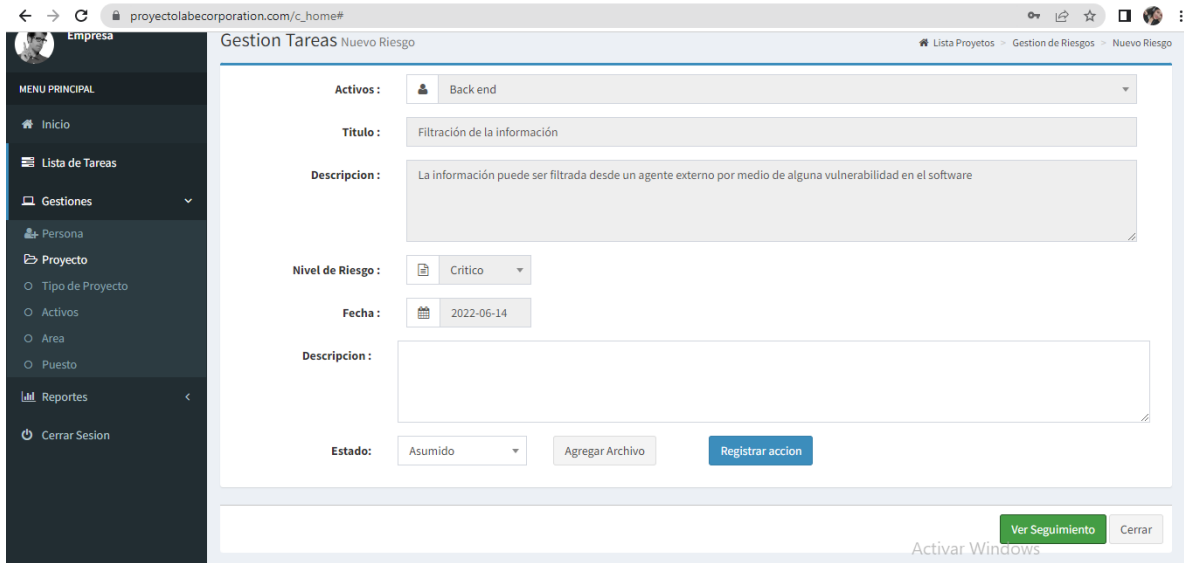 proyectolabecorporation.com/c_home#
Empresa
Gestion Tareas Nuevo Riesgo
Lista Proyetos > Gestion de Riesgos > Nuevo Riesgo
MENU PRINCIPAL
Inicio
Lista de Tareas
Gestiones
Persona
Proyecto
Tipo de Proyecto
Activos
Area
Puesto
Reportes
Cerrar Sesion
Activos :
Back end
Titulo :
Filtración de la información
Descripcion :
La información puede ser filtrada desde un agente externo por medio de alguna vulnerabilidad en el software
Nivel de Riesgo :
Critico
Fecha :
2022-06-14
Descripcion :
Estado:
Asumido
Agregar Archivo
Registrar accion
Ver Seguimiento
Cerrar
Activar Windows